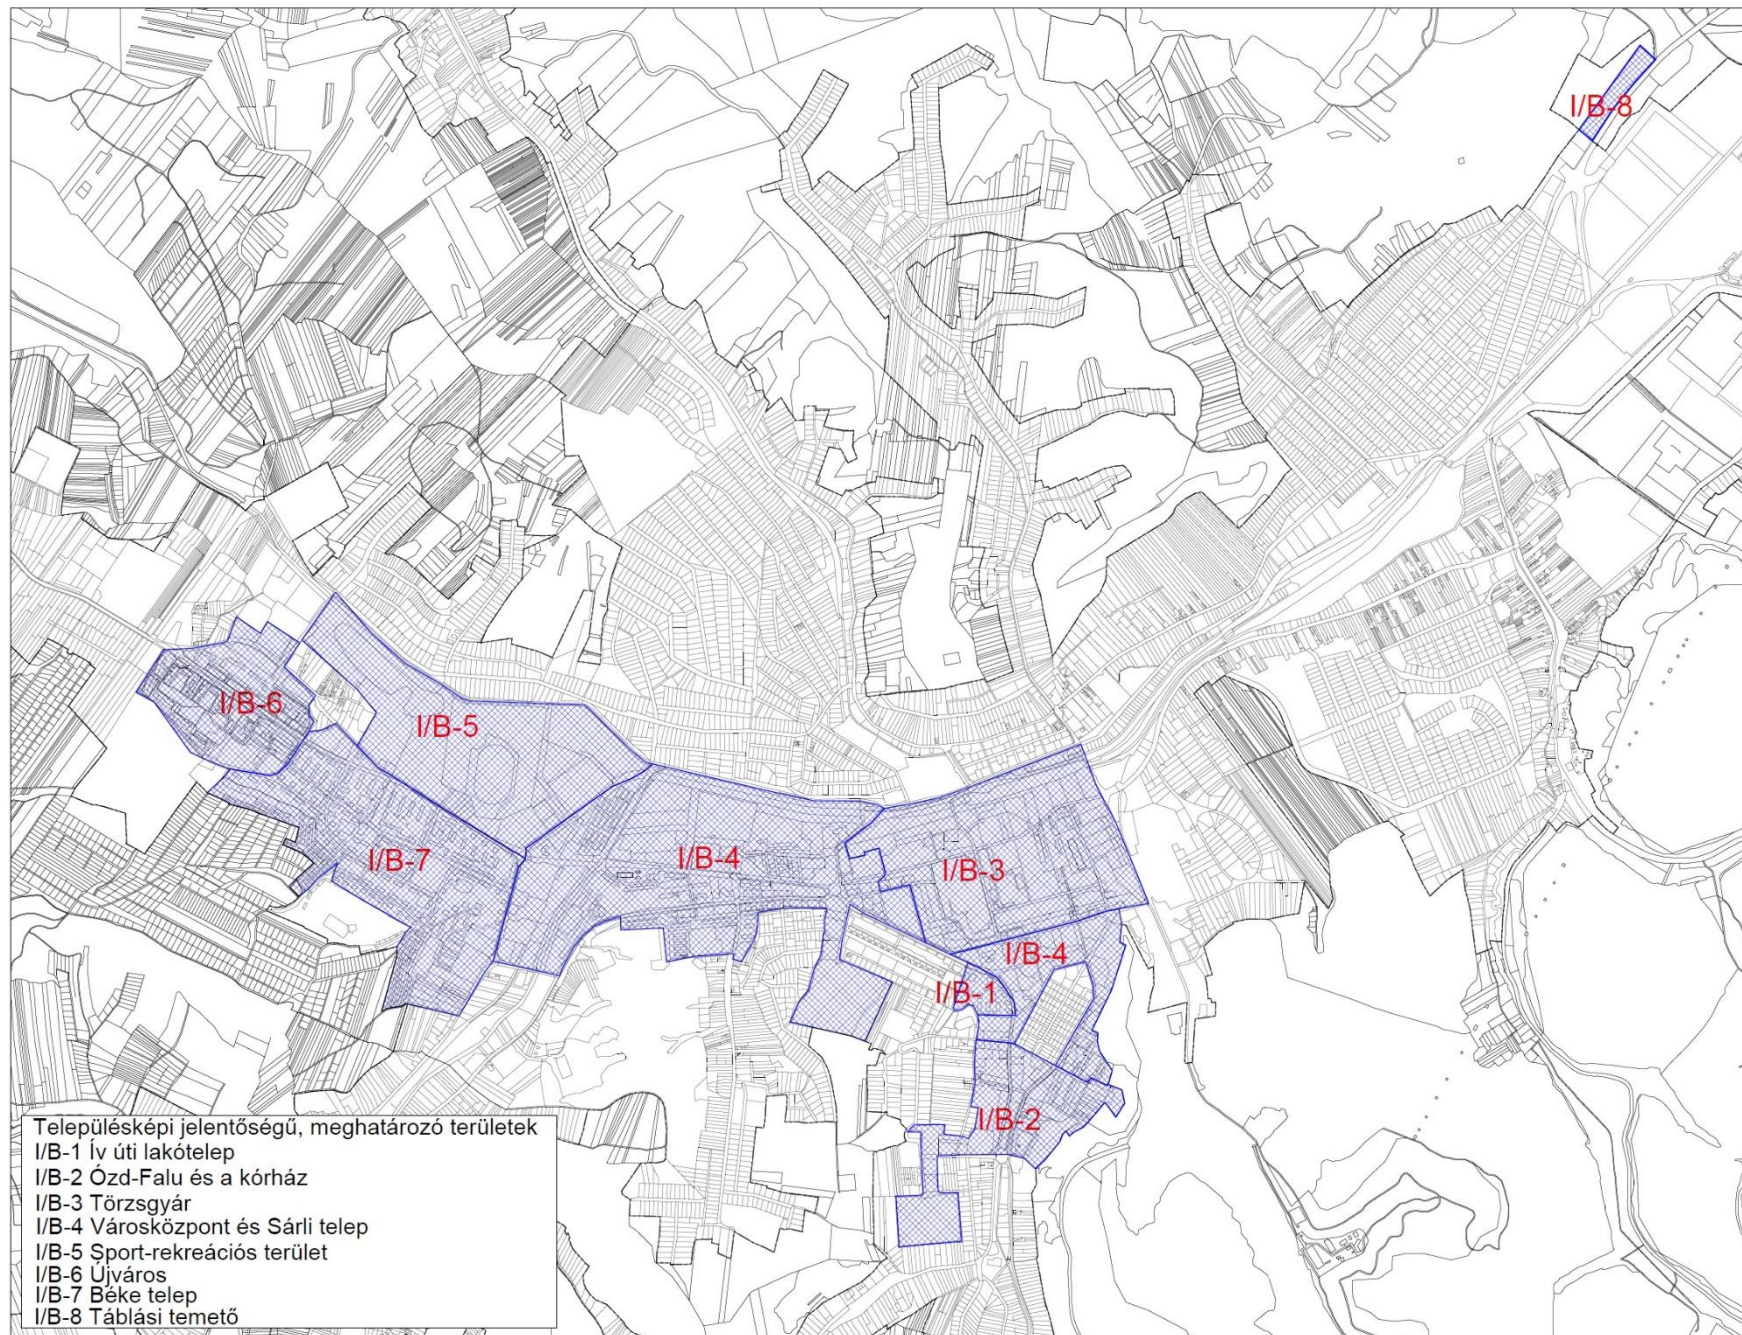 I/B-8
I/B-6
I/B-5
I/B-7
I/B-4
I/B-3
I/B-4
I/B-1
I/B-2
Településképi jelentőségű, meghatározó területek
I/B-1 Ív úti lakótelep
I/B-2 Ózd-Falu és a kórház
I/B-3 Törzsgyár
I/B-4 Városközpont és Sárli telep
I/B-5 Sport-rekreációs terület
I/B-6 Újváros
I/B-7 Béke telep
I/B-8 Táblási temető